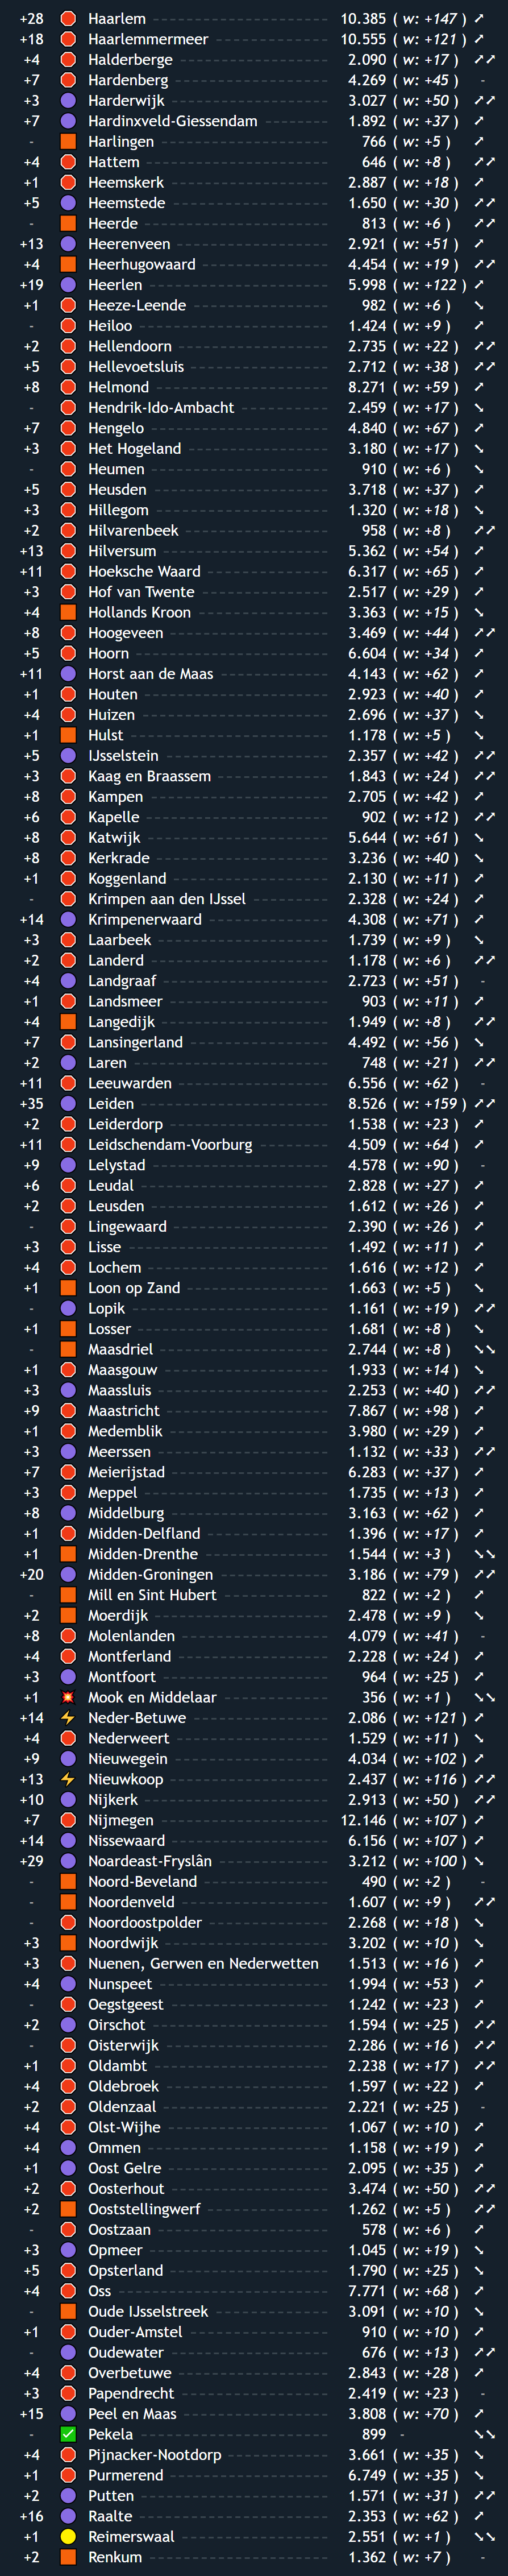 +28 Haarlem 10.385 ( w: +147 )
+18 Haarlemmermeer 10.555 ( w: +121 )
+4 Halderberge 2.090 ( w: +17 )
+7 Hardenberg 4.269 ( w: +45 ) -
+3 Harderwijk 3.027 ( w: +50 )
+7 Hardinxveld-Giessendam 1.892 ( w: +37 )
- Harlingen 766 ( w: +5 )
+4 Hattem 646 ( w: +8 )
+1 Heemskerk 2.887 ( w: +18 )
+5 Heemstede 1.650 ( w: +30 )
- Heerde 813 ( w: +6 )
+13 Heerenveen 2.921 ( w: +51 )
+4 Heerhugowaard 4.454 ( w: +19 )
+19 Heerlen 5.998 ( w: +122 )
+1 Heeze-Leende 982 ( w: +6 )
- Heiloo 1.424 ( w: +9 )
+2 Hellendoorn 2.735 ( w: +22 )
+5 Hellevoetsluis 2.712 ( w: +38 )
+8 Helmond 8.271 ( w: +59 )
- Hendrik-Ido-Ambacht 2.459 ( w: +17 )
+7 Hengelo 4.840 ( w: +67 )
+3 Het Hogeland 3.180 ( w: +17 )
- Heumen 910 ( w: +6 )
+5 Heusden 3.718 ( w: +37 )
+3 Hillegom 1.320 ( w: +18 )
+2 Hilvarenbeek 958 ( w: +8 )
+13 Hilversum 5.362 ( w: +54 )
+11 Hoeksche Waard 6.317 ( w: +65 )
+3 Hof van Twente 2.517 ( w: +29 )
+4 Hollands Kroon 3.363 ( w: +15 )
+8 Hoogeveen 3.469 ( w: +44 )
+5 Hoorn 6.604 ( w: +34 )
+11 Horst aan de Maas 4.143 ( w: +62 )
+1 Houten 2.923 ( w: +40 )
+4 Huizen 2.696 ( w: +37 )
+1 Hulst 1.178 ( w: +5 )
+5 IJsselstein 2.357 ( w: +42 )
+3 Kaag en Braassem 1.843 ( w: +24 )
+8 Kampen 2.705 ( w: +42 )
+6 Kapelle 902 ( w: +12 )
+8 Katwijk 5.644 ( w: +61 )
+8 Kerkrade 3.236 ( w: +40 )
+1 Koggenland 2.130 ( w: +11 )
- Krimpen aan den IJssel 2.328 ( w: +24 )
+14 Krimpenerwaard 4.308 ( w: +71 )
+3 Laarbeek 1.739 ( w: +9 )
+2 Landerd 1.178 ( w: +6 )
+4 Landgraaf 2.723 ( w: +51 ) -
+1 Landsmeer 903 ( w: +11 )
+4 Langedijk 1.949 ( w: +8 )
+7 Lansingerland 4.492 ( w: +56 )
+2 Laren 748 ( w: +21 )
+11 Leeuwarden 6.556 ( w: +62 ) -
+35 Leiden 8.526 ( w: +159 )
+2 Leiderdorp 1.538 ( w: +23 )
+11 Leidschendam-Voorburg 4.509 ( w: +64 )
+9 Lelystad 4.578 ( w: +90 ) -
+6 Leudal 2.828 ( w: +27 )
+2 Leusden 1.612 ( w: +26 )
- Lingewaard 2.390 ( w: +26 )
+3 Lisse 1.492 ( w: +11 )
+4 Lochem 1.616 ( w: +12 )
+1 Loon op Zand 1.663 ( w: +5 )
- Lopik 1.161 ( w: +19 )
+1 Losser 1.681 ( w: +8 )
- Maasdriel 2.744 ( w: +8 )
+1 Maasgouw 1.933 ( w: +14 )
+3 Maassluis 2.253 ( w: +40 )
+9 Maastricht 7.867 ( w: +98 )
+1 Medemblik 3.980 ( w: +29 )
+3 Meerssen 1.132 ( w: +33 )
+7 Meierijstad 6.283 ( w: +37 )
+3 Meppel 1.735 ( w: +13 )
+8 Middelburg 3.163 ( w: +62 )
+1 Midden-Delfland 1.396 ( w: +17 )
+1 Midden-Drenthe 1.544 ( w: +3 )
+20 Midden-Groningen 3.186 ( w: +79 )
- Mill en Sint Hubert 822 ( w: +2 )
+2 Moerdijk 2.478 ( w: +9 )
+8 Molenlanden 4.079 ( w: +41 ) -
+4 Montferland 2.228 ( w: +24 )
+3 Montfoort 964 ( w: +25 )
+1 Mook en Middelaar 356 ( w: +1 )
+14 Neder-Betuwe 2.086 ( w: +121 )
+4 Nederweert 1.529 ( w: +11 )
+9 Nieuwegein 4.034 ( w: +102 )
+13 Nieuwkoop 2.437 ( w: +116 )
+10 Nijkerk 2.913 ( w: +50 )
+7 Nijmegen 12.146 ( w: +107 )
+14 Nissewaard 6.156 ( w: +107 )
+29 Noardeast-Fryslân 3.212 ( w: +100 )
- Noord-Beveland 490 ( w: +2 ) -
- Noordenveld 1.607 ( w: +9 )
- Noordoostpolder 2.268 ( w: +18 )
+3 Noordwijk 3.202 ( w: +10 )
+3 Nuenen, Gerwen en Nederwetten 1.513 ( w: +16 )
+4 Nunspeet 1.994 ( w: +53 )
- Oegstgeest 1.242 ( w: +23 )
+2 Oirschot 1.594 ( w: +25 )
- Oisterwijk 2.286 ( w: +16 )
+1 Oldambt 2.238 ( w: +17 )
+4 Oldebroek 1.597 ( w: +22 )
+2 Oldenzaal 2.221 ( w: +25 ) -
+4 Olst-Wijhe 1.067 ( w: +10 )
+4 Ommen 1.158 ( w: +19 )
+1 Oost Gelre 2.095 ( w: +35 )
+2 Oosterhout 3.474 ( w: +50 )
+2 Ooststellingwerf 1.262 ( w: +5 )
- Oostzaan 578 ( w: +6 )
+3 Opmeer 1.045 ( w: +19 )
+5 Opsterland 1.790 ( w: +25 )
+4 Oss 7.771 ( w: +68 )
- Oude IJsselstreek 3.091 ( w: +10 )
+1 Ouder-Amstel 910 ( w: +10 )
- Oudewater 676 ( w: +13 )
+4 Overbetuwe 2.843 ( w: +28 )
+3 Papendrecht 2.419 ( w: +23 ) -
+15 Peel en Maas 3.808 ( w: +70 )
- Pekela 899 -
+4 Pijnacker-Nootdorp 3.661 ( w: +35 )
+1 Purmerend 6.749 ( w: +35 )
+2 Putten 1.571 ( w: +31 )
+16 Raalte 2.353 ( w: +62 )
+1 Reimerswaal 2.551 ( w: +1 )
+2 Renkum 1.362 ( w: +7 ) -